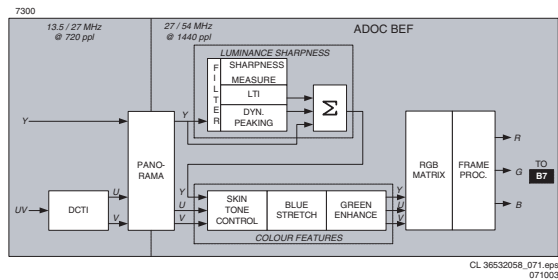 7300
13.5 / 27 MHz
@ 720 ppl
27 / 54 MHz
@ 1440 ppl
ADOC BEF
LUMINANCE SHARPNESS
FILTER
SHARPNESS
MEASURE
LTI
DYN.
PEAKING
Σ
Y
Y
PANO-
RAMA
RGB
MATRIX
FRAME
PROC.
R
G
B
TO
B7
UV
DCTI
U
V
Y
U
V
SKIN
TONE
CONTROL
BLUE
STRETCH
GREEN
ENHANCE
Y
U
V
COLOUR FEATURES
CL 36532058_071.eps
071003